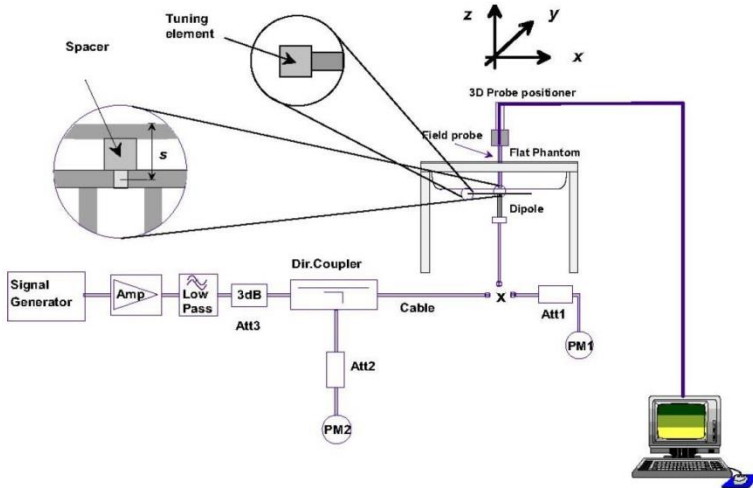 Tuning
element
Spacer
s
z
y
x
3D Probe positioner
Field probe
Flat Phantom
Dipole
Signal
Generator
Amp
Low
Pass
3dB
Att3
Dir.Coupler
Cable
x
Att1
PM1
Att2
PM2